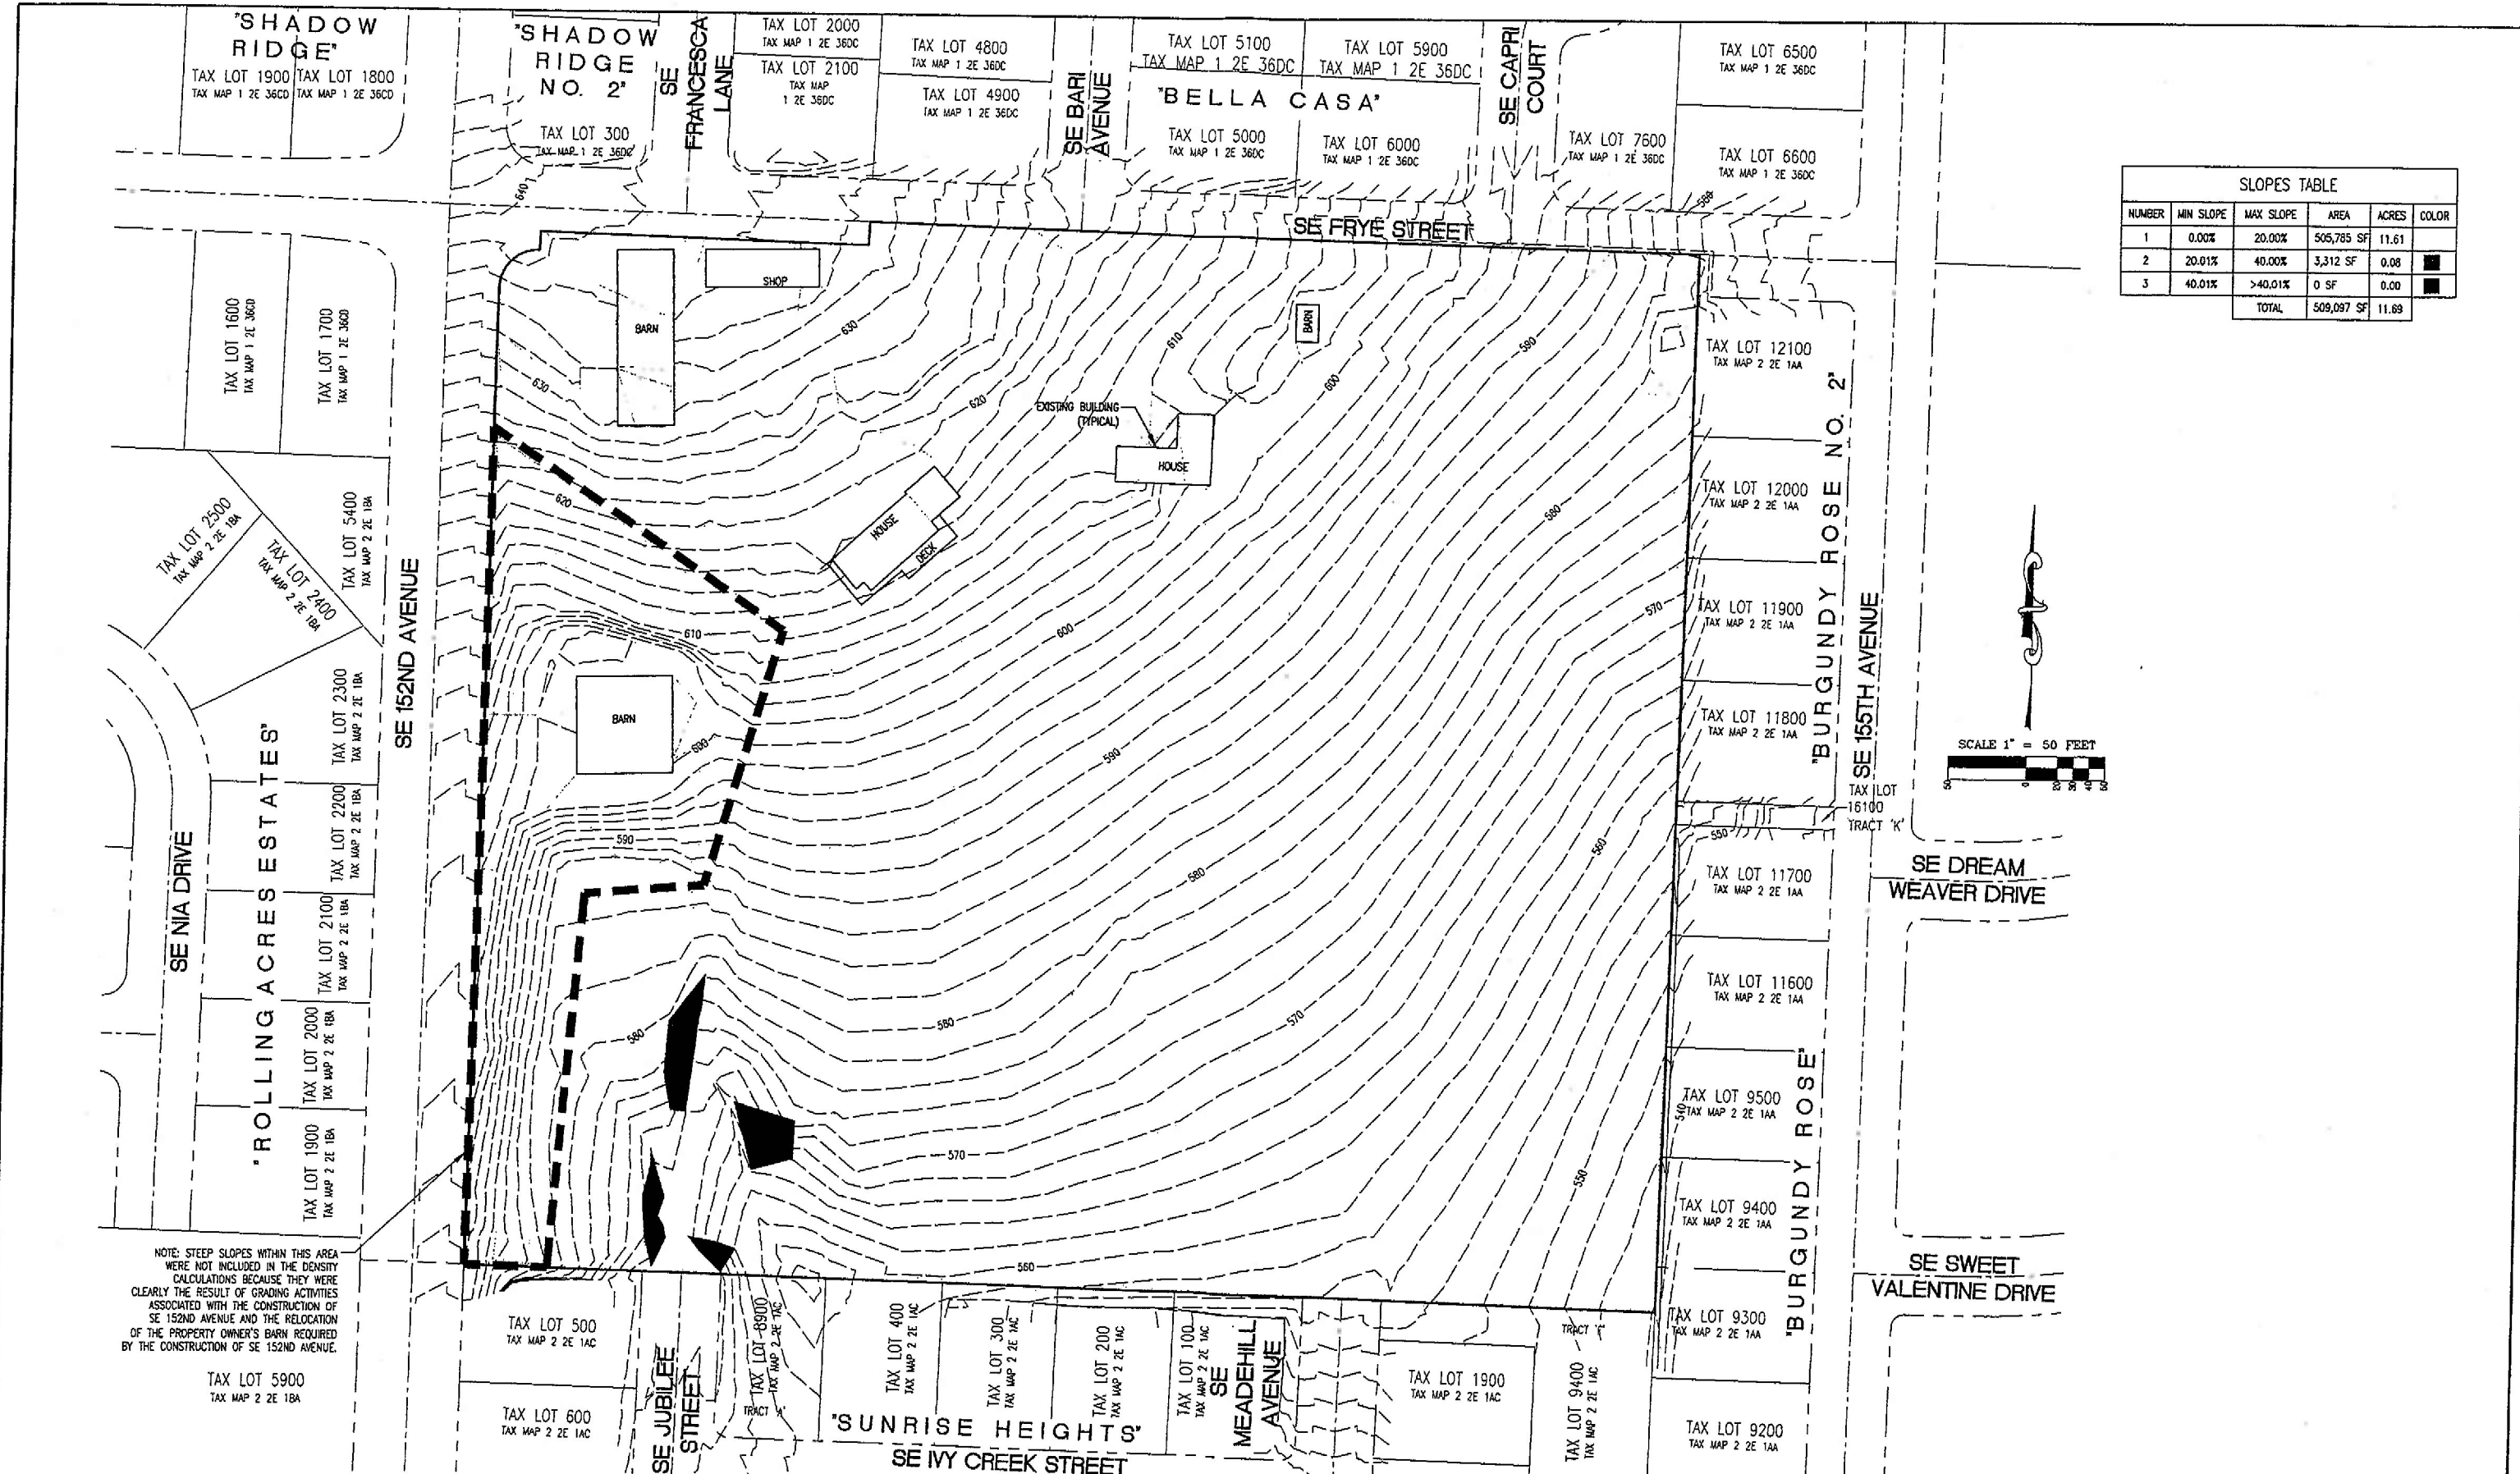 "SHADOW
RIDGE"
TAX LOT 1900
TAX MAP 1 2E 36CD
TAX LOT 1800
TAX MAP 1 2E 36CD
"SHADOW
RIDGE
NO. 2"
TAX LOT 300
TAX MAP 1 2E 36DC
SE
FRANCESCA
LANE
TAX LOT 2000
TAX MAP 1 2E 36DC
TAX LOT 2100
TAX MAP
1 2E 36DC
TAX LOT 4800
TAX MAP 1 2E 36DC
TAX LOT 4900
TAX MAP 1 2E 36DC
SE BARI
AVENUE
TAX LOT 5100
TAX MAP 1 2E 36DC
TAX LOT 5900
TAX MAP 1 2E 36DC
"BELLA CASA"
TAX LOT 5000
TAX MAP 1 2E 36DC
TAX LOT 6000
TAX MAP 1 2E 36DC
SE CAPRI
COURT
TAX LOT 7600
TAX MAP 1 2E 36DC
TAX LOT 6500
TAX MAP 1 2E 36DC
TAX LOT 6600
TAX MAP 1 2E 36DC
640
SE FRYE STREET
SLOPES TABLE
NUMBER MIN SLOPE MAX SLOPE AREA ACRES COLOR
1 0.00% 20.00% 505,785 SF 11.61
2 20.01% 40.00% 3,312 SF 0.08
3 40.01% >40.01% 0 SF 0.00
TOTAL 509,097 SF 11.69
TAX LOT 1600
TAX MAP 1 2E 36CD
TAX LOT 1700
TAX MAP 1 2E 36CD
BARN
SHOP
630
630
620
610
BARN
600
590
EXISTING BUILDING
(TYPICAL)
HOUSE
HOUSE
DECK
620
580
570
610
600
TAX LOT 12100
TAX MAP 2 2E 1AA
TAX LOT 12000
TAX MAP 2 2E 1AA
TAX LOT 11900
TAX MAP 2 2E 1AA
TAX LOT 11800
TAX MAP 2 2E 1AA
"BURGUNDY ROSE NO. 2"
SE 155TH AVENUE
SCALE 1" = 50 FEET
TAX LOT 2500
TAX MAP 2 2E 1BA
TAX LOT 2400
TAX MAP 2 2E 1BA
TAX LOT 5400
TAX MAP 2 2E 1BA
SE 152ND AVENUE
TAX LOT 2300
TAX MAP 2 2E 1BA
TAX LOT 2200
TAX MAP 2 2E 1BA
TAX LOT 2100
TAX MAP 2 2E 1BA
TAX LOT 2000
TAX MAP 2 2E 1BA
TAX LOT 1900
TAX MAP 2 2E 1BA
"ROLLING ACRES ESTATES"
SE NIA DRIVE
BARN
600
590
590
580
580
580
570
570
560
560
550
550
540
TAX LOT
16100
TRACT 'K'
SE DREAM
WEAVER DRIVE
TAX LOT 11700
TAX MAP 2 2E 1AA
TAX LOT 11600
TAX MAP 2 2E 1AA
TAX LOT 9500
TAX MAP 2 2E 1AA
TAX LOT 9400
TAX MAP 2 2E 1AA
TAX LOT 9300
TAX MAP 2 2E 1AA
TAX LOT 9200
TAX MAP 2 2E 1AA
"BURGUNDY ROSE"
SE SWEET
VALENTINE DRIVE
NOTE: STEEP SLOPES WITHIN THIS AREA
WERE NOT INCLUDED IN THE DENSITY
CALCULATIONS BECAUSE THEY WERE
CLEARLY THE RESULT OF GRADING ACTIVITIES
ASSOCIATED WITH THE CONSTRUCTION OF
SE 152ND AVENUE AND THE RELOCATION
OF THE PROPERTY OWNER'S BARN REQUIRED
BY THE CONSTRUCTION OF SE 152ND AVENUE.
TAX LOT 5900
TAX MAP 2 2E 1BA
TAX LOT 500
TAX MAP 2 2E 1AC
TAX LOT 600
TAX MAP 2 2E 1AC
SE JUBILEE
STREET
TAX LOT 8900
TAX MAP 2 2E 1AC
TRACT 'A'
TAX LOT 400
TAX MAP 2 2E 1AC
TAX LOT 300
TAX MAP 2 2E 1AC
TAX LOT 200
TAX MAP 2 2E 1AC
TAX LOT 100
TAX MAP 2 2E 1AC
SE
MEADEHILL
AVENUE
TAX LOT 1900
TAX MAP 2 2E 1AC
TAX LOT 9400
TAX MAP 2 2E 1AC
"SUNRISE HEIGHTS"
SE IVY CREEK STREET